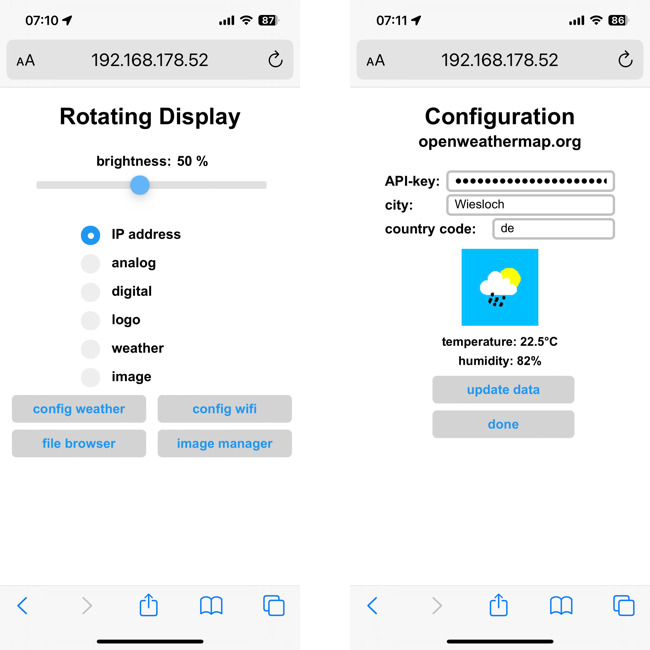 07:10
87
AA 192.168.178.52
Rotating Display
brightness: 50 %
IP address
analog
digital
logo
weather
image
config weather config wifi
file browser image manager
07:11
86
AA 192.168.178.52
Configuration
openweathermap.org
API-key: ●●●●●●●●●●●●●●●●●●●●●
city: Wiesloch
country code: de
temperature: 22.5°C
humidity: 82%
update data
done